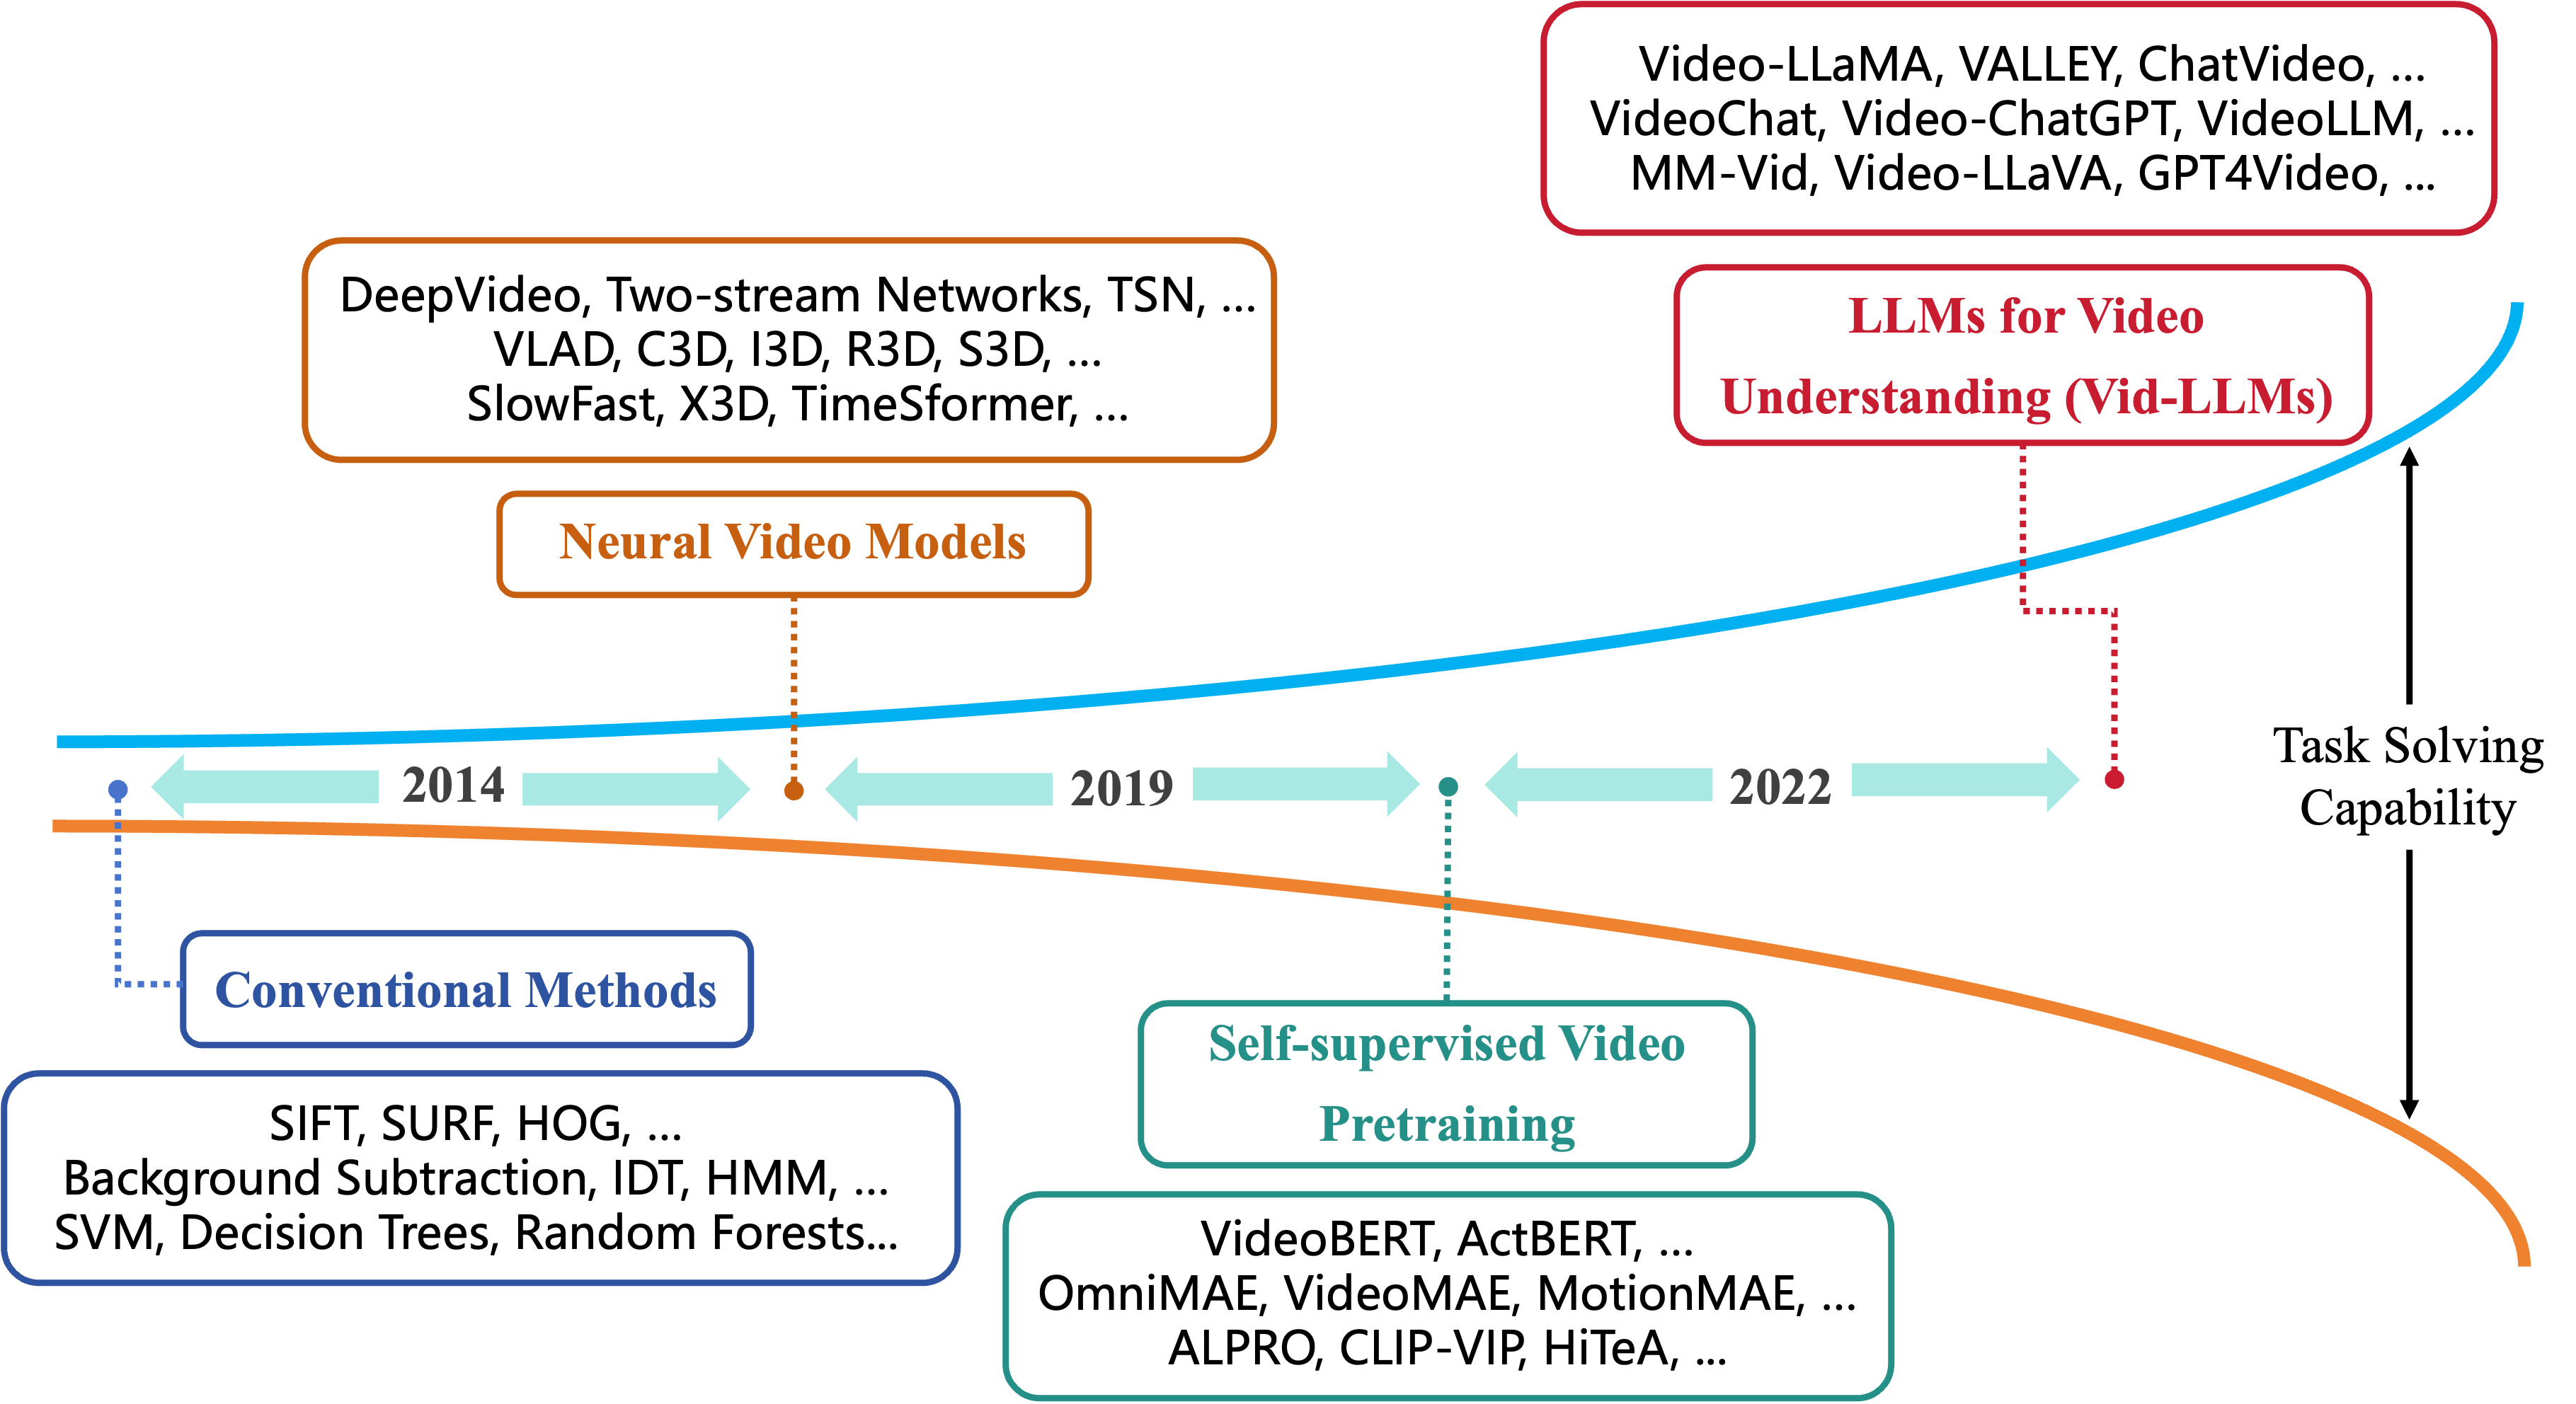 Video-LLaMA, VALLEY, ChatVideo, ...
VideoChat, Video-ChatGPT, VideoLLM, ...
MM-Vid, Video-LLaVA, GPT4Video, ...
LLMs for Video
Understanding (Vid-LLMs)
DeepVideo, Two-stream Networks, TSN, ...
VLAD, C3D, I3D, R3D, S3D, ...
SlowFast, X3D, TimeSformer, ...
Neural Video Models
2014
2019
2022
Task Solving
Capability
Conventional Methods
SIFT, SURF, HOG, ...
Background Subtraction, IDT, HMM, ...
SVM, Decision Trees, Random Forests...
Self-supervised Video
Pretraining
VideoBERT, ActBERT, ...
OmniMAE, VideoMAE, MotionMAE, ...
ALPRO, CLIP-VIP, HiTeA, ...